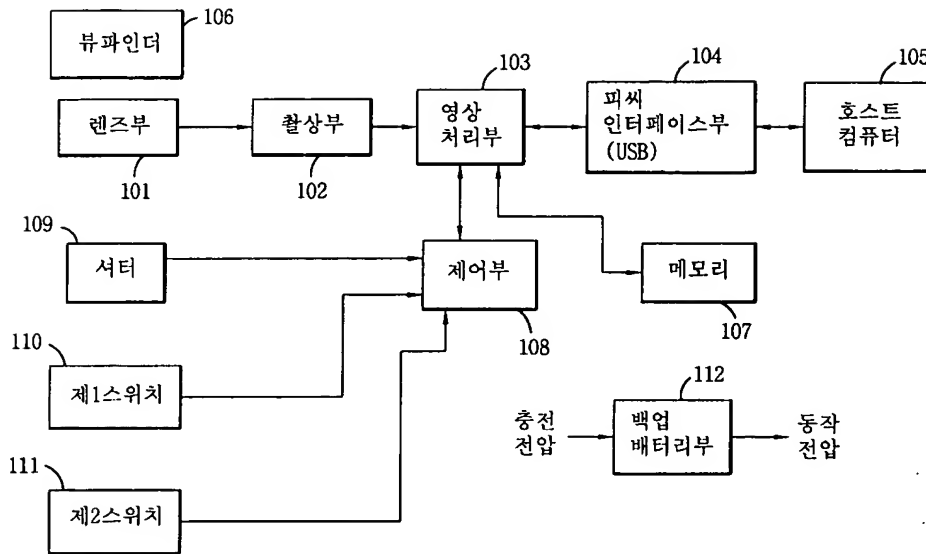 뷰파인더
106
렌즈부
101
촬상부
102
103
영상
처리부
104
피씨
인터페이스부
(USB)
105
호스트
컴퓨터
109
셔터
제어부
108
메모리
107
110
제1스위치
111
제2스위치
112
충전
전압
백업
배터리부
동작
전압